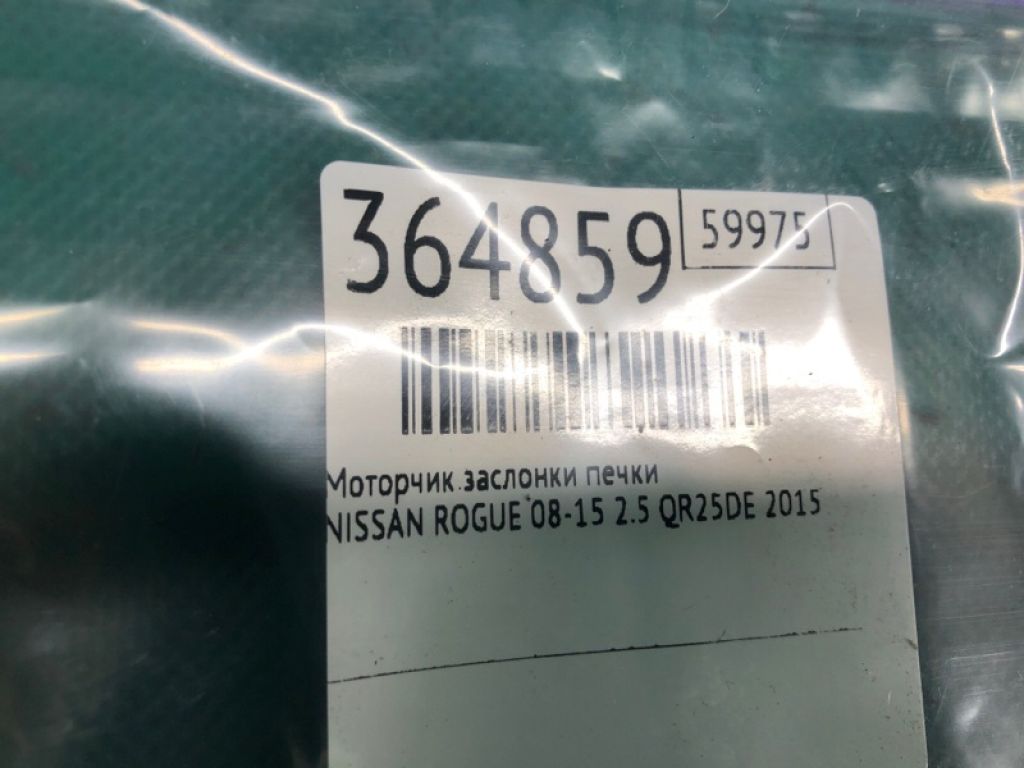 364859 59975
Моторчик заслонки печки
NISSAN ROGUE 08-15 2.5 QR25DE 2015